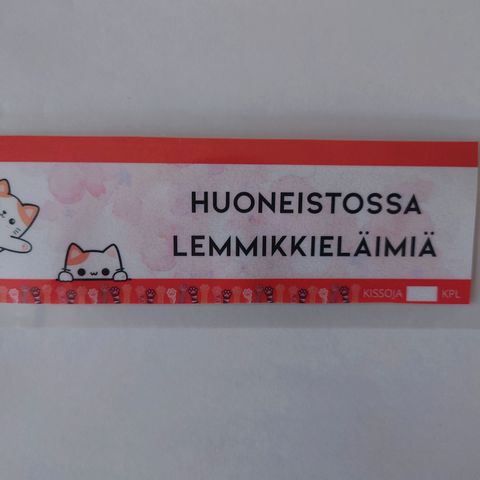 HUONEISTOSSA
LEMMIKKIELÄIMIÄ
KISSOJA KPL